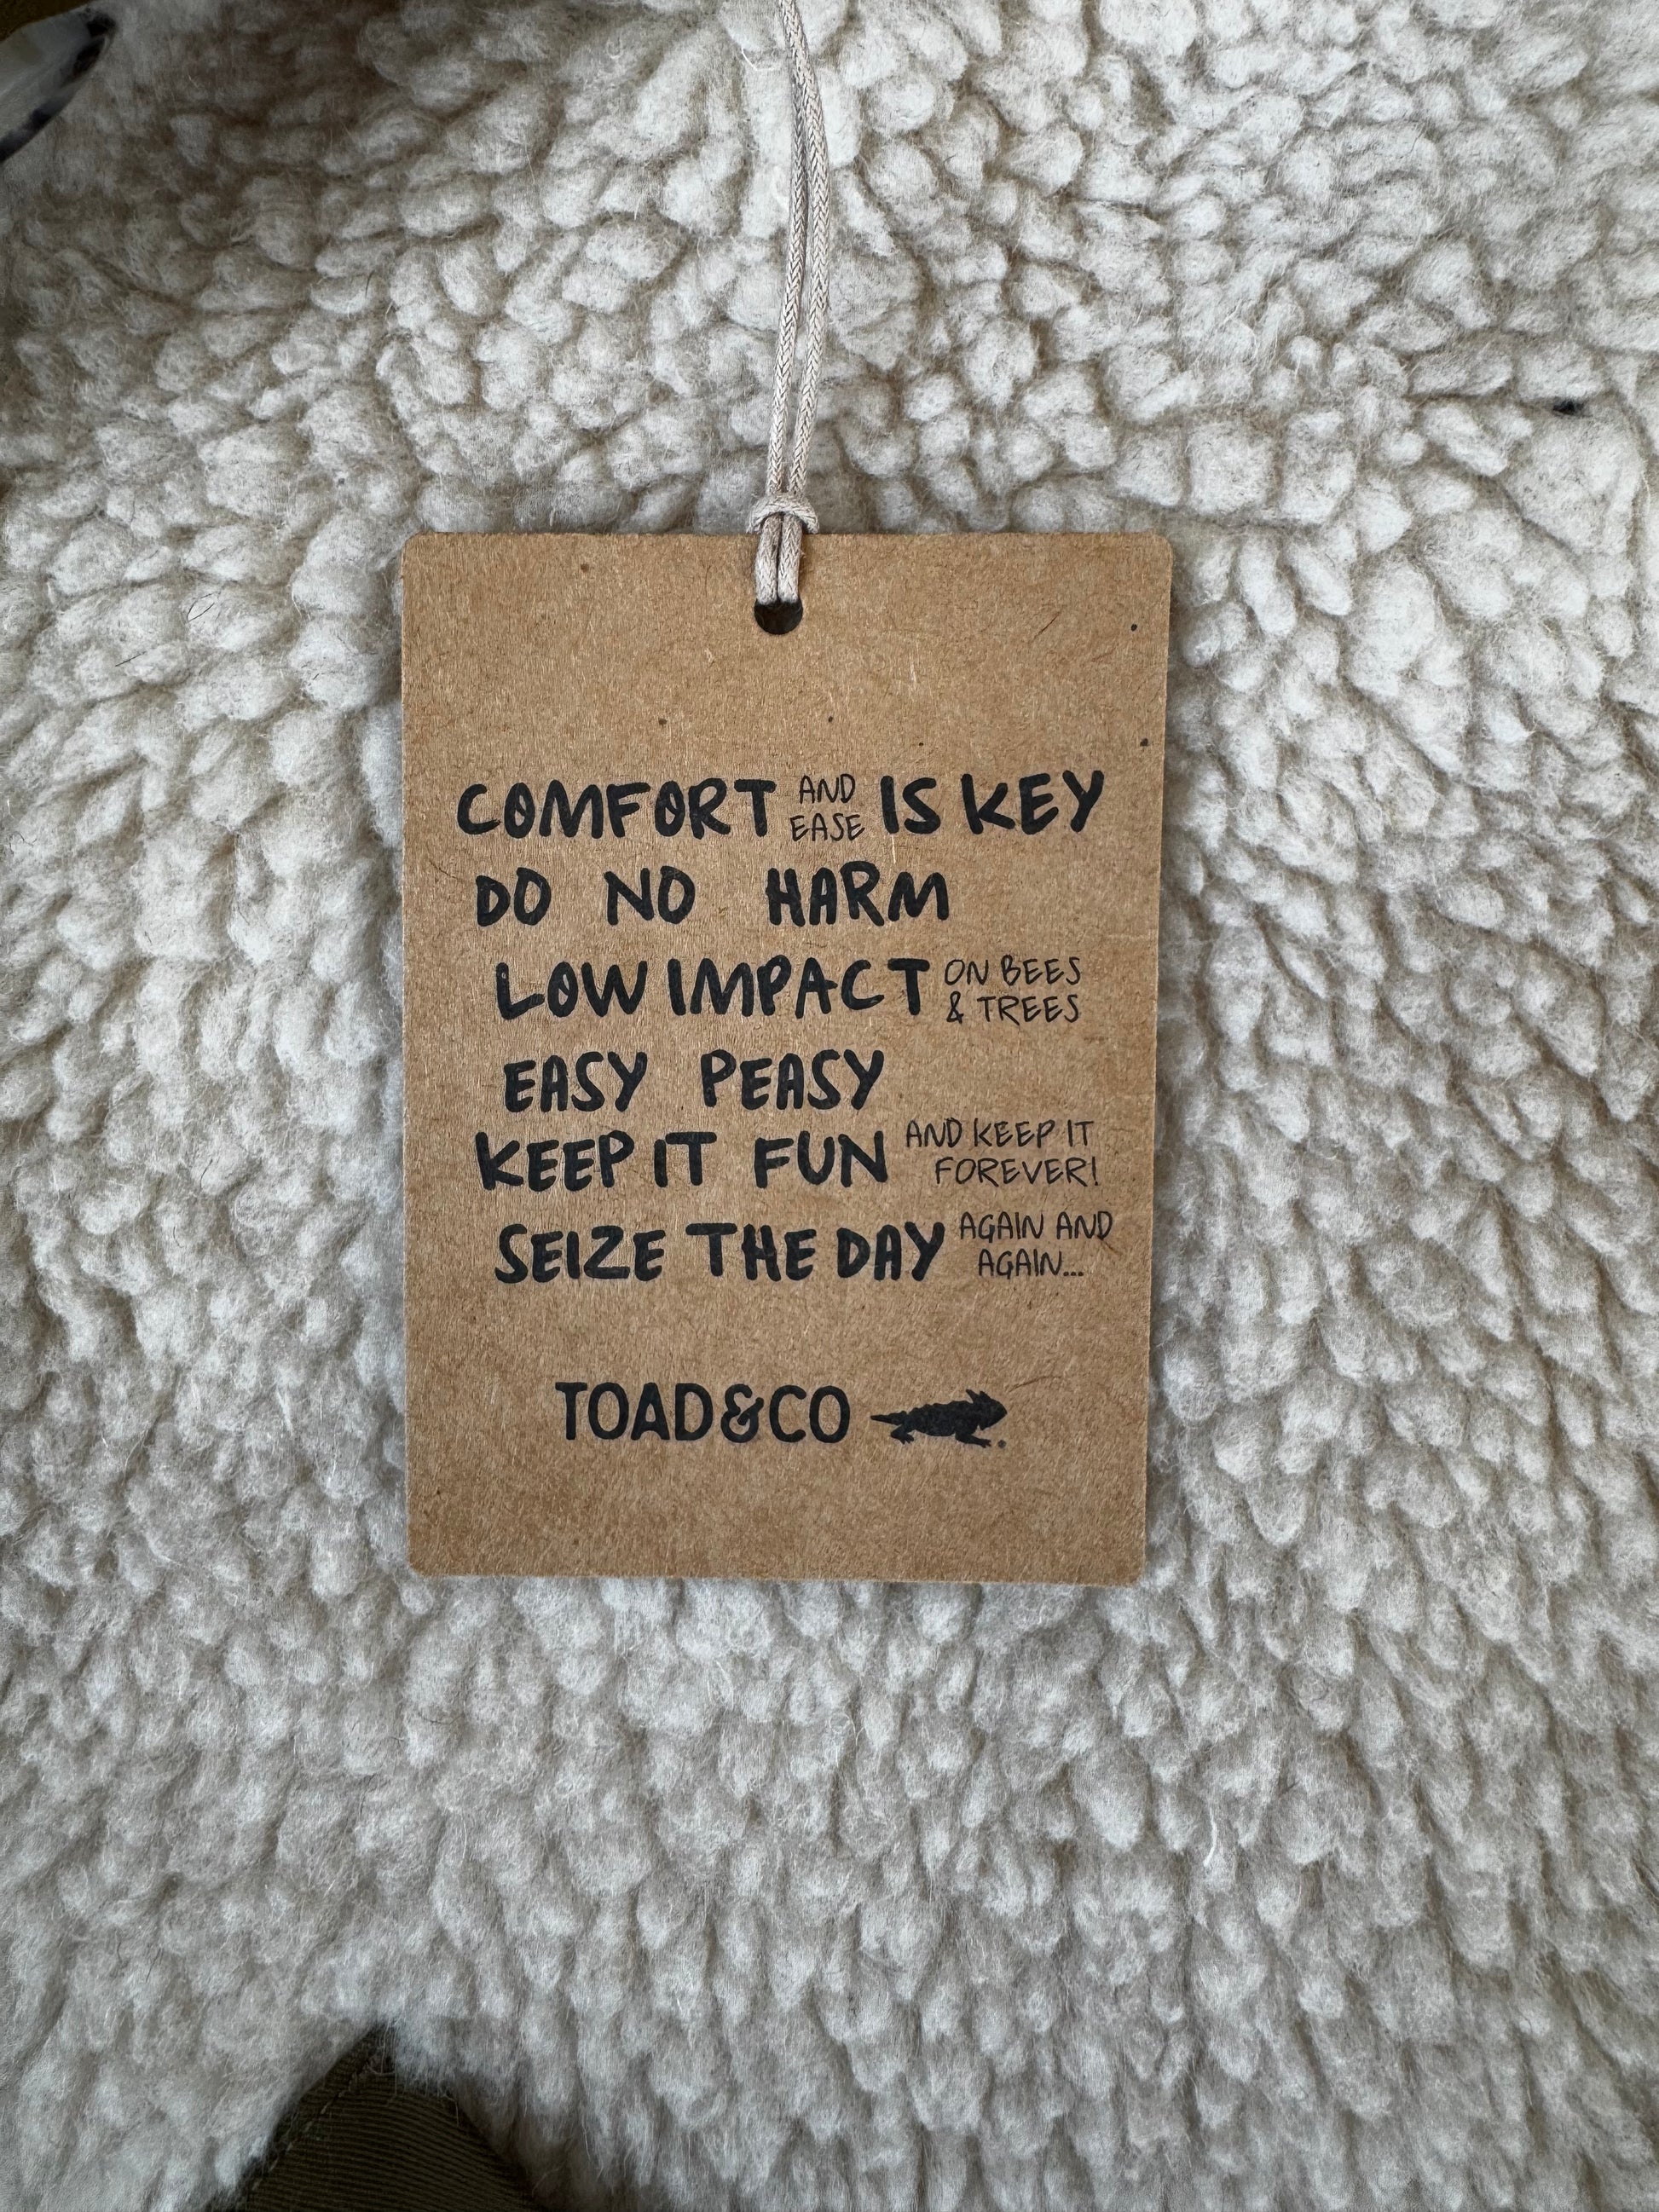 COMFORT AND EASE IS KEY
DO NO HARM
LOW IMPACT ON BEES & TREES
EASY PEASY
KEEP IT FUN AND KEEP IT FOREVER!
SEIZE THE DAY AGAIN AND AGAIN...
TOAD&CO